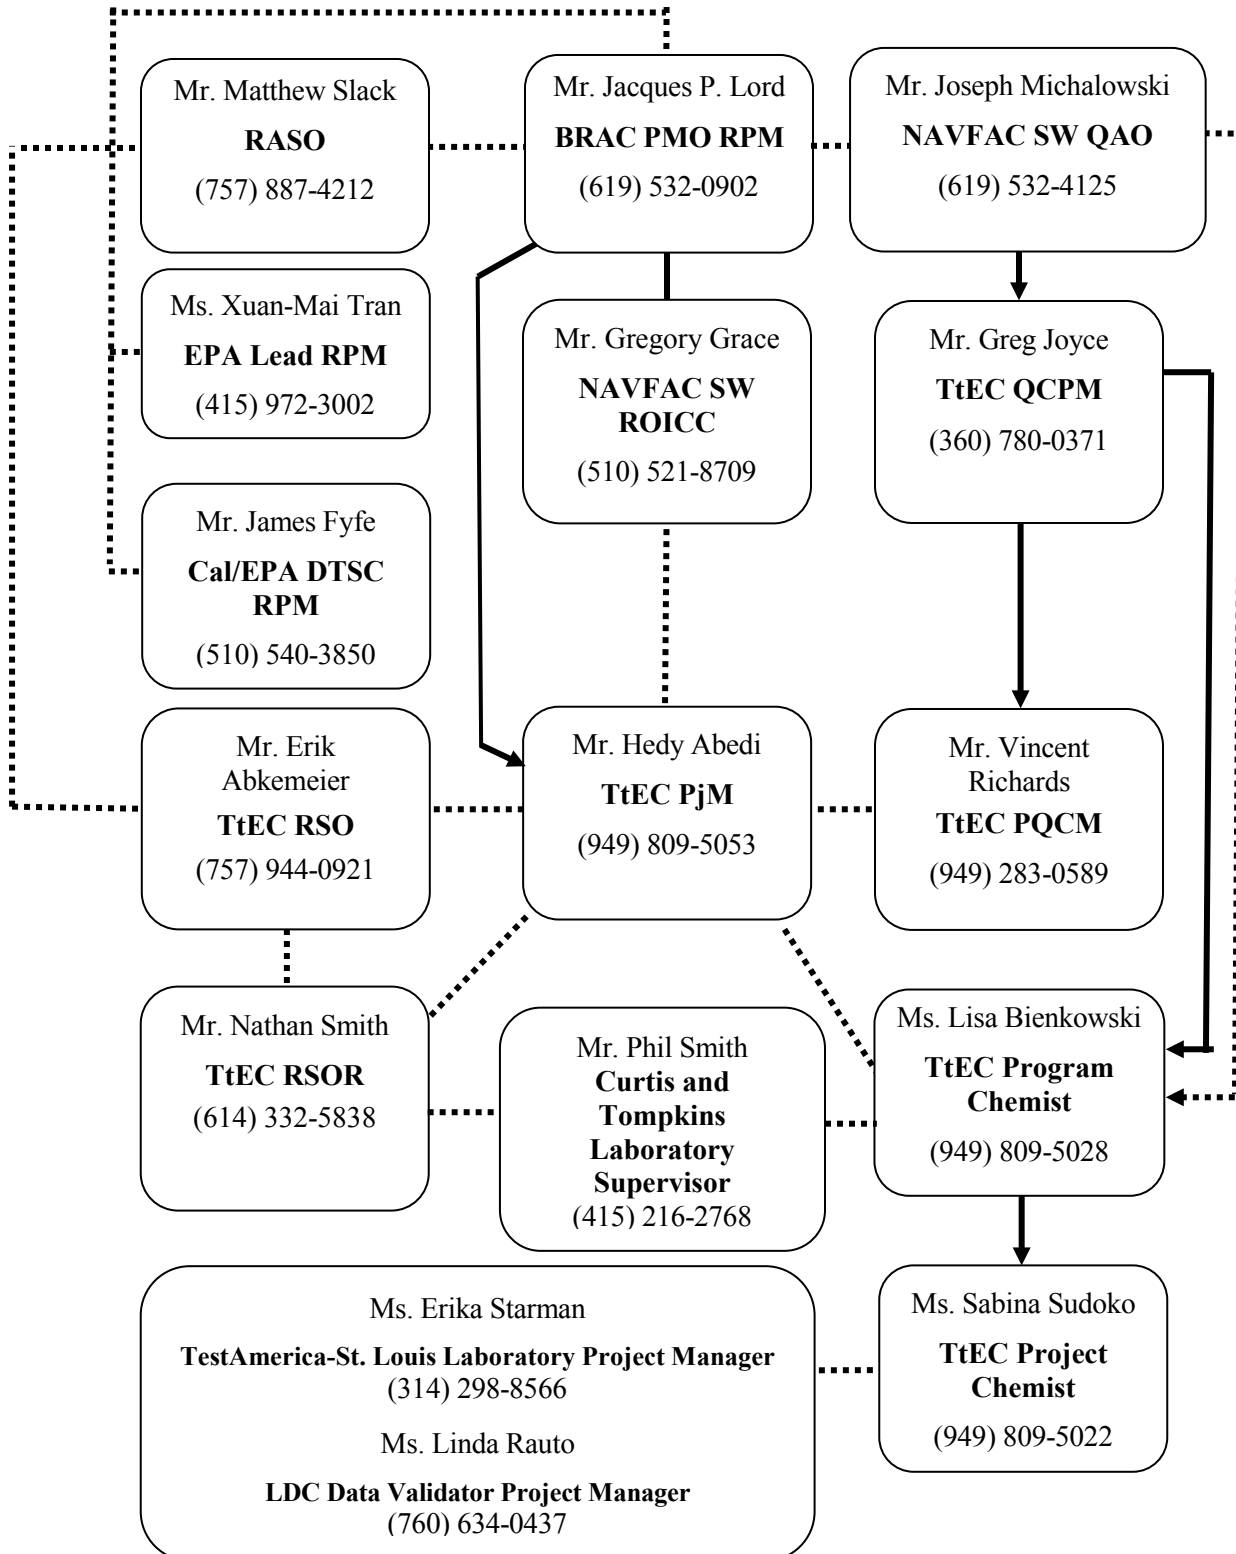 Mr. Matthew Slack
RASO
(757) 887-4212
Mr. Jacques P. Lord
BRAC PMO RPM
(619) 532-0902
Mr. Joseph Michalowski
NAVFAC SW QAO
(619) 532-4125
Ms. Xuan-Mai Tran
EPA Lead RPM
(415) 972-3002
Mr. Gregory Grace
NAVFAC SW
ROICC
(510) 521-8709
Mr. Greg Joyce
TtEC QCPM
(360) 780-0371
Mr. James Fyfe
Cal/EPA DTSC
RPM
(510) 540-3850
Mr. Erik
Abkemeier
TtEC RSO
(757) 944-0921
Mr. Hedy Abedi
TtEC PjM
(949) 809-5053
Mr. Vincent
Richards
TtEC PQCM
(949) 283-0589
Mr. Nathan Smith
TtEC RSOR
(614) 332-5838
Mr. Phil Smith
Curtis and
Tompkins
Laboratory
Supervisor
(415) 216-2768
Ms. Lisa Bienkowski
TtEC Program
Chemist
(949) 809-5028
Ms. Erika Starman
TestAmerica-St. Louis Laboratory Project Manager
(314) 298-8566
Ms. Linda Rauto
LDC Data Validator Project Manager
(760) 634-0437
Ms. Sabina Sudoko
TtEC Project
Chemist
(949) 809-5022